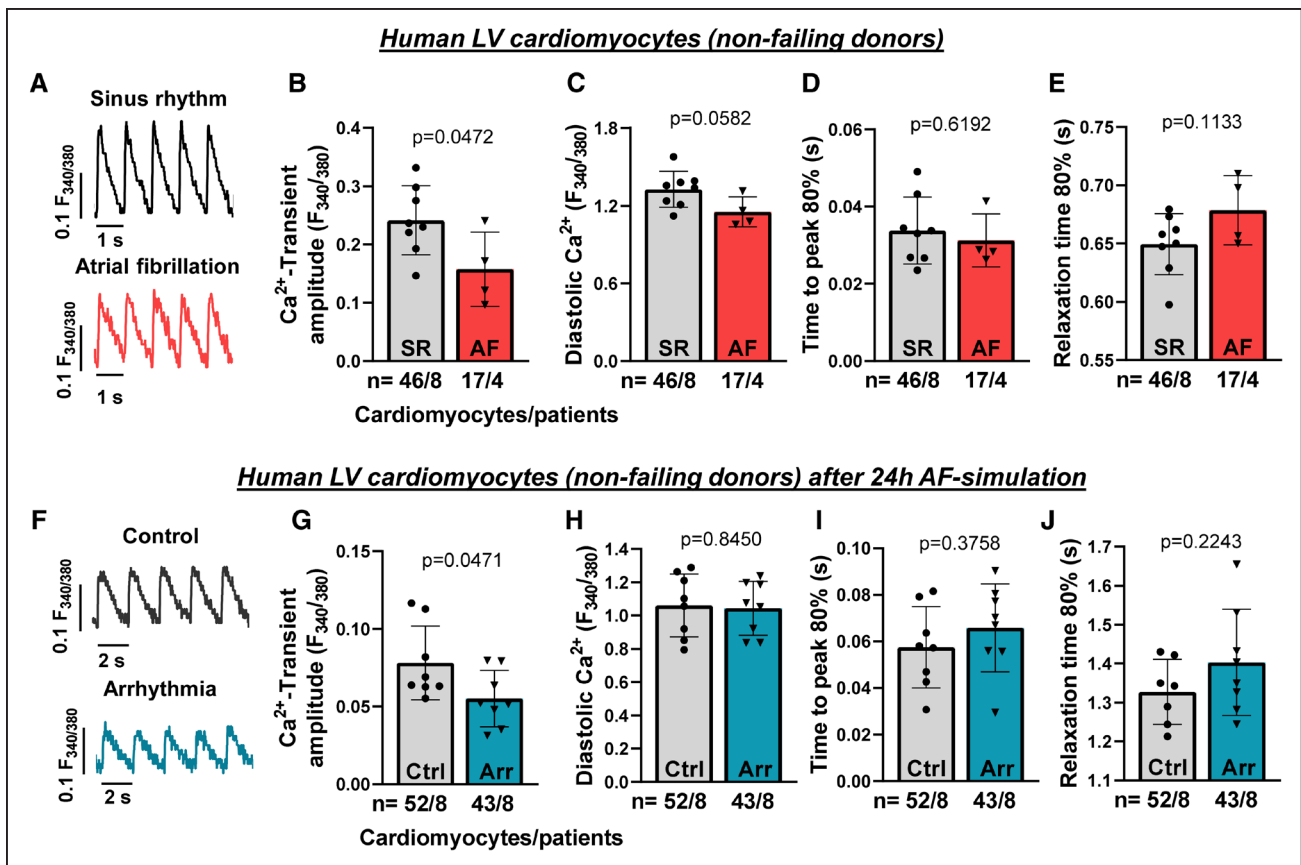 Human LV cardiomyocytes (non-failing donors)
A
Sinus rhythm
0.1 F340/380
1 s
Atrial fibrillation
0.1 F340/380
1 s
B
Ca2+-Transient
amplitude (F340/380)
0.4
0.3
0.2
0.1
0.0
p=0.0472
SR
AF
n= 46/8
17/4
Cardiomyocytes/patients
C
Diastolic Ca2+ (F340/380)
1.8
1.2
0.6
0.0
p=0.0582
SR
AF
n= 46/8
17/4
D
Time to peak 80% (s)
0.06
0.04
0.02
0.00
p=0.6192
SR
AF
n= 46/8
17/4
E
Relaxation time 80% (s)
0.75
0.70
0.65
0.60
0.55
p=0.1133
SR
AF
n= 46/8
17/4
Human LV cardiomyocytes (non-failing donors) after 24h AF-simulation
F
Control
0.1 F340/380
2 s
Arrhythmia
0.1 F340/380
2 s
G
Ca2+-Transient
amplitude (F340/380)
0.15
0.10
0.05
0.00
p=0.0471
Ctrl
Arr
n= 52/8
43/8
Cardiomyocytes/patients
H
Diastolic Ca2+ (F340/380)
1.4
1.2
1.0
0.8
0.6
0.4
0.2
0.0
p=0.8450
Ctrl
Arr
n= 52/8
43/8
I
Time to peak 80% (s)
0.10
0.08
0.06
0.04
0.02
0.00
p=0.3758
Ctrl
Arr
n= 52/8
43/8
J
Relaxation time 80% (s)
1.7
1.6
1.5
1.4
1.3
1.2
1.1
p=0.2243
Ctrl
Arr
n= 52/8
43/8